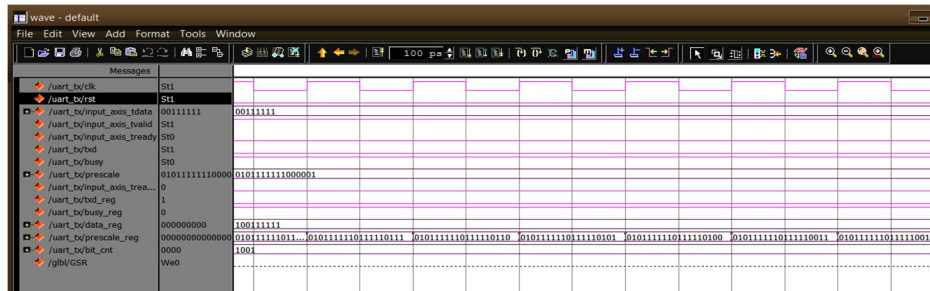 wave - default
File Edit View Add Format Tools Window
100 ps
Messages
/uart_tx/clk St1
/uart_tx/rst St1
/uart_tx/input_axis_tdata 00111111 00111111
/uart_tx/input_axis_tvalid St1
/uart_tx/input_axis_tready St0
/uart_tx/txd St1
/uart_tx/busy St0
/uart_tx/prescale 01011111110000 0101111111000001
/uart_tx/input_axis_trea... 0
/uart_tx/txd_reg 1
/uart_tx/busy_reg 0
/uart_tx/data_reg 000000000 100111111
/uart_tx/prescale_reg 00000000000000 010111111011... 0101111110111110111 0101111110111110110 0101111110111110101 0101111110111110100 0101111110111110011 010111111011111001
/uart_tx/bit_cnt 0000 1001
/glbl/GSR We0